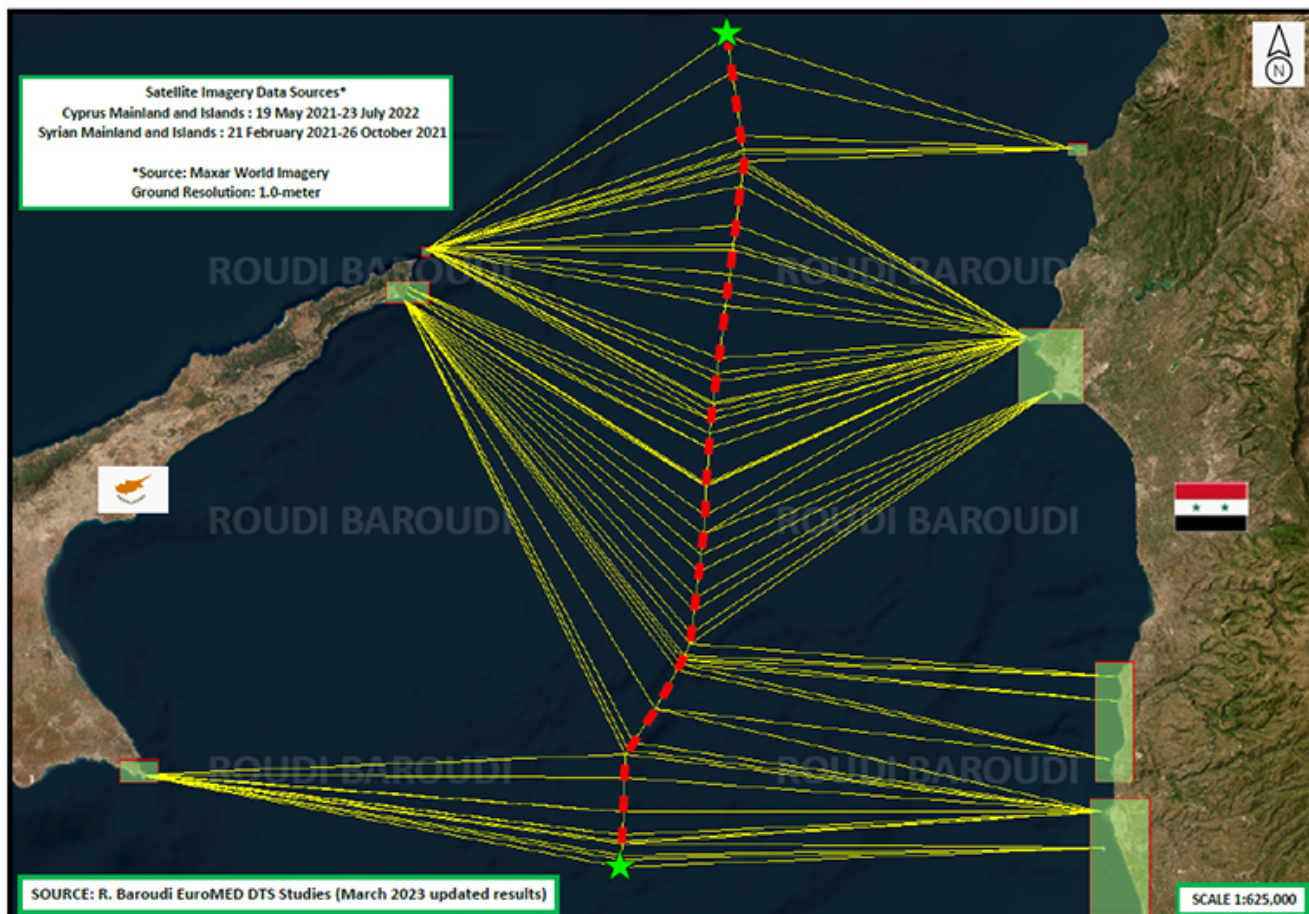 Satellite Imagery Data Sources*
Cyprus Mainland and Islands : 19 May 2021-23 July 2022
Syrian Mainland and Islands : 21 February 2021-26 October 2021
*Source: Maxar World Imagery
Ground Resolution: 1.0-meter
N
ROUDI BAROUDI
ROUDI BAROUDI
ROUDI BAROUDI
ROUDI BAROUDI
ROUDI BAROUDI
ROUDI BAROUDI
SOURCE: R. Baroudi EuroMED DTS Studies (March 2023 updated results)
SCALE 1:625,000